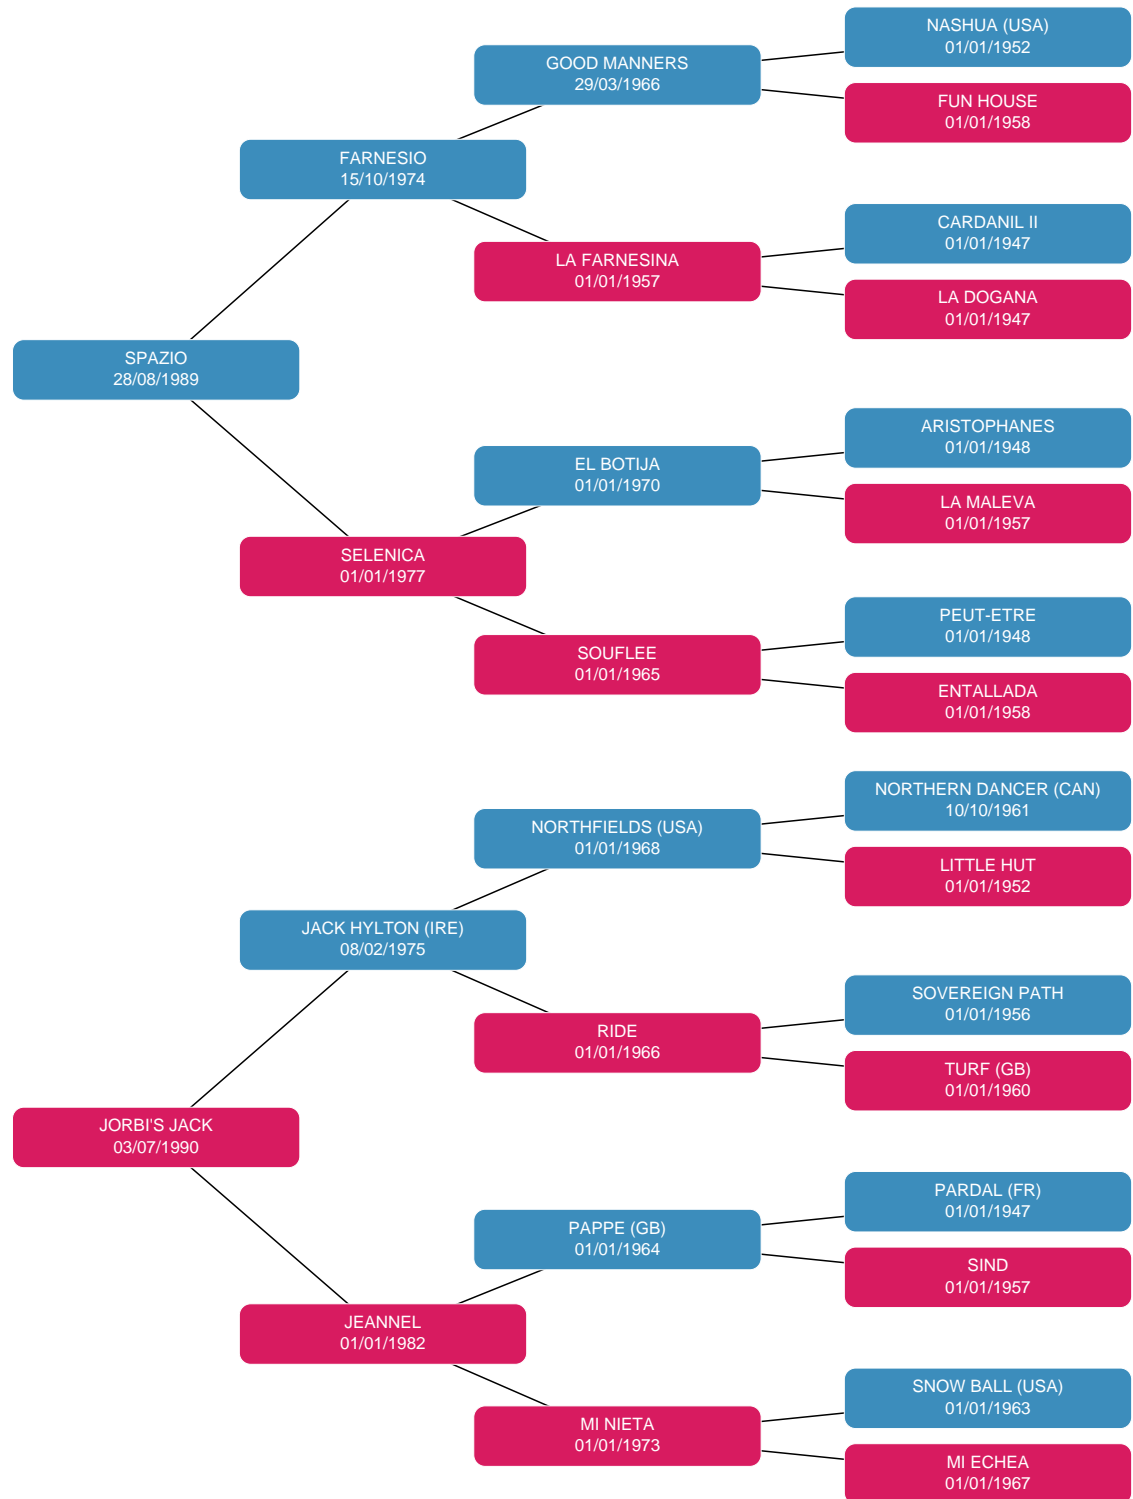 NASHUA (USA)
01/01/1952
GOOD MANNERS
29/03/1966
FUN HOUSE
01/01/1958
FARNESIO
15/10/1974
CARDANIL II
01/01/1947
LA FARNESINA
01/01/1957
LA DOGANA
01/01/1947
SPAZIO
28/08/1989
ARISTOPHANES
01/01/1948
EL BOTIJA
01/01/1970
LA MALEVA
01/01/1957
SELENICA
01/01/1977
PEUT-ETRE
01/01/1948
SOUFLEE
01/01/1965
ENTALLADA
01/01/1958
NORTHERN DANCER (CAN)
10/10/1961
NORTHFIELDS (USA)
01/01/1968
LITTLE HUT
01/01/1952
JACK HYLTON (IRE)
08/02/1975
SOVEREIGN PATH
01/01/1956
RIDE
01/01/1966
TURF (GB)
01/01/1960
JORBI'S JACK
03/07/1990
PARDAL (FR)
01/01/1947
PAPPE (GB)
01/01/1964
SIND
01/01/1957
JEANNEL
01/01/1982
SNOW BALL (USA)
01/01/1963
MI NIETA
01/01/1973
MI ECHEA
01/01/1967